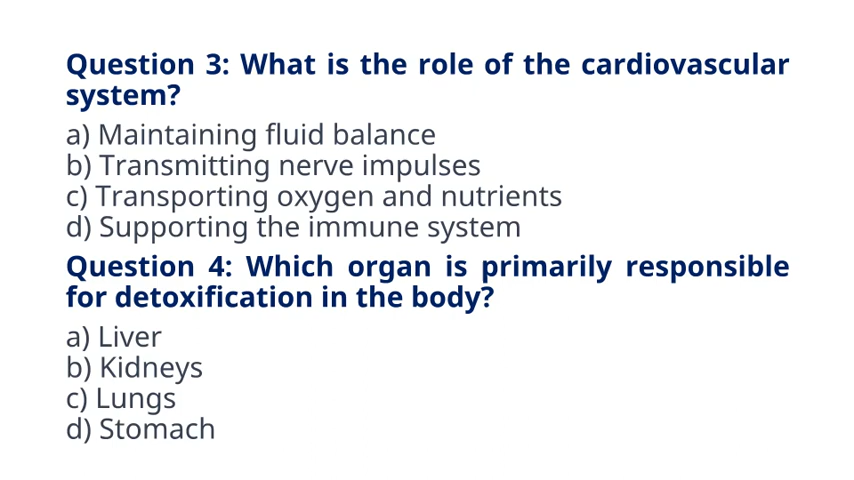 Question 3: What is the role of the cardiovascular
system?
a) Maintaining fluid balance
b) Transmitting nerve impulses
c) Transporting oxygen and nutrients
d) Supporting the immune system
Question 4: Which organ is primarily responsible
for detoxification in the body?
a) Liver
b) Kidneys
c) Lungs
d) Stomach